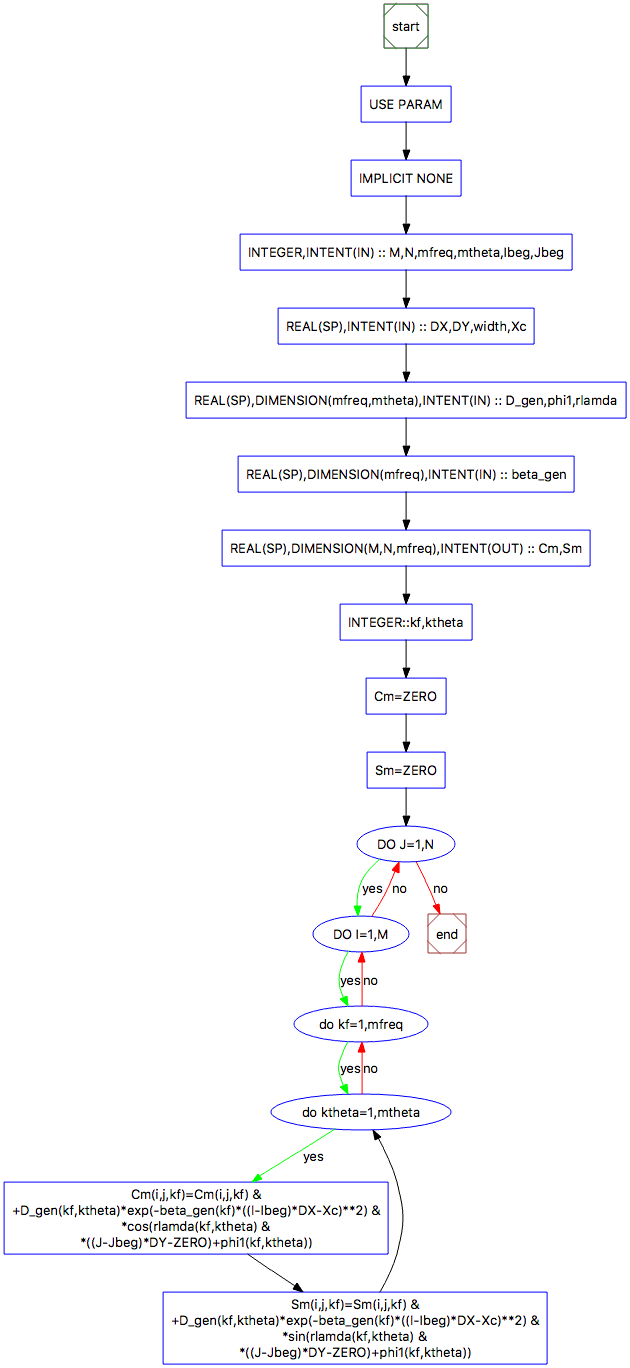 start
USE PARAM
IMPLICIT NONE
INTEGER,INTENT(IN) :: M,N,mfreq,mtheta,Ibeg,Jbeg
REAL(SP),INTENT(IN) :: DX,DY,width,Xc
REAL(SP),DIMENSION(mfreq,mtheta),INTENT(IN) :: D_gen,phi1,rlamda
REAL(SP),DIMENSION(mfreq),INTENT(IN) :: beta_gen
REAL(SP),DIMENSION(M,N,mfreq),INTENT(OUT) :: Cm,Sm
INTEGER::kf,ktheta
Cm=ZERO
Sm=ZERO
DO J=1,N
yes
no
no
DO I=1,M
end
yes
no
do kf=1,mfreq
yes
no
do ktheta=1,mtheta
yes
Cm(i,j,kf)=Cm(i,j,kf) &
+D_gen(kf,ktheta)*exp(-beta_gen(kf)*((I-Ibeg)*DX-Xc)**2) &
*cos(rlamda(kf,ktheta) &
*((J-Jbeg)*DY-ZERO)+phi1(kf,ktheta))
Sm(i,j,kf)=Sm(i,j,kf) &
+D_gen(kf,ktheta)*exp(-beta_gen(kf)*((I-Ibeg)*DX-Xc)**2) &
*sin(rlamda(kf,ktheta) &
*((J-Jbeg)*DY-ZERO)+phi1(kf,ktheta))